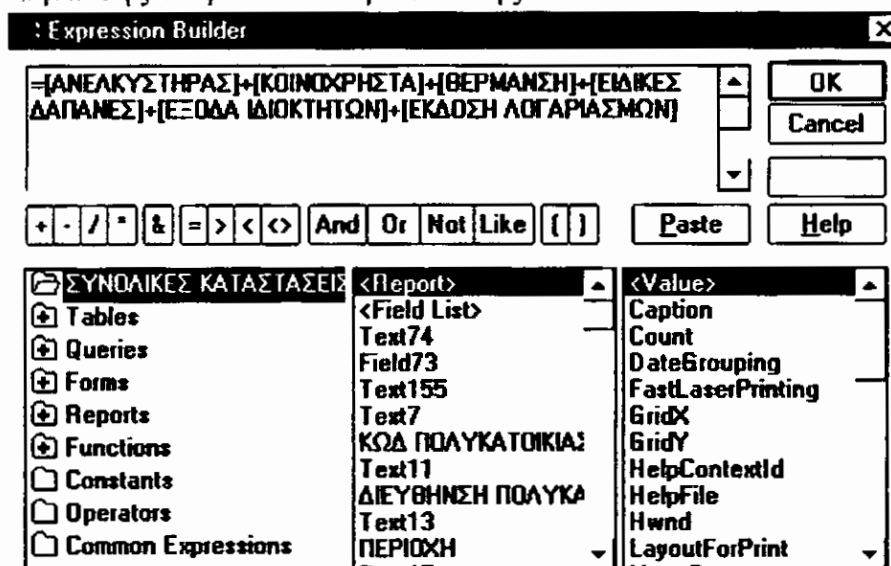 Expression Builder
=[ΑΝΕΛΚΥΣΤΗΡΑΣ]+[ΚΟΙΝΟΧΡΗΣΤΑ]+[ΘΕΡΜΑΝΣΗ]+[ΕΙΔΙΚΕΣ
ΔΑΠΑΝΕΣ]+[ΕΞΟΔΑ ΙΔΙΟΚΤΗΤΩΝ]+[ΕΚΔΟΣΗ ΛΟΓΑΡΙΑΣΜΩΝ]
OK
Cancel
+ - / * & = > < <> And Or Not Like ( ) Paste Help
ΣΥΝΟΛΙΚΕΣ ΚΑΤΑΣΤΑΣΕΙΣ
Tables
Queries
Forms
Reports
Functions
Constants
Operators
Common Expressions
<Report>
<Field List>
Text74
Field73
Text155
Text7
ΚΩΔ ΠΟΛΥΚΑΤΟΙΚΙΑΣ
Text11
ΔΙΕΥΘΗΝΣΗ ΠΟΛΥΚΑ
Text13
ΠΕΡΙΟΧΗ
<Value>
Caption
Count
DateGrouping
FastLaserPrinting
GridX
GridY
HelpContextId
HelpFile
Hwnd
LayoutForPrint